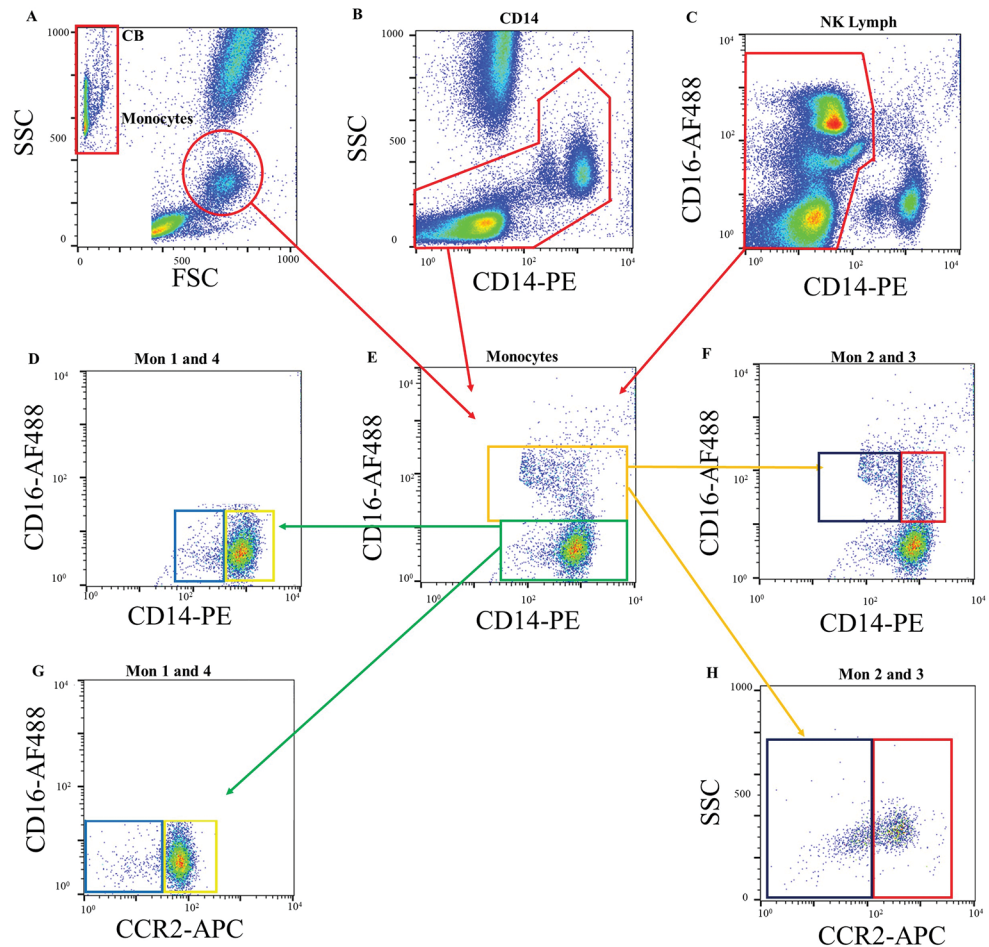 A
CB
Monocytes
SSC
1000
500
0
0
500
1000
FSC
B
CD14
SSC
1000
500
0
10⁰
10²
10⁴
CD14-PE
C
NK Lymph
CD16-AF488
10⁴
10²
10⁰
10⁰
10²
10⁴
CD14-PE
D
Mon 1 and 4
CD16-AF488
10⁴
10²
10⁰
10⁰
10²
10⁴
CD14-PE
E
Monocytes
CD16-AF488
10⁴
10²
10⁰
10⁰
10²
10⁴
CD14-PE
F
Mon 2 and 3
CD16-AF488
10⁴
10²
10⁰
10²
10⁴
CD14-PE
G
Mon 1 and 4
CD16-AF488
10⁴
10²
10⁰
10⁰
10²
10⁴
CCR2-APC
H
Mon 2 and 3
SSC
1000
500
0
10⁰
10²
10⁴
CCR2-APC